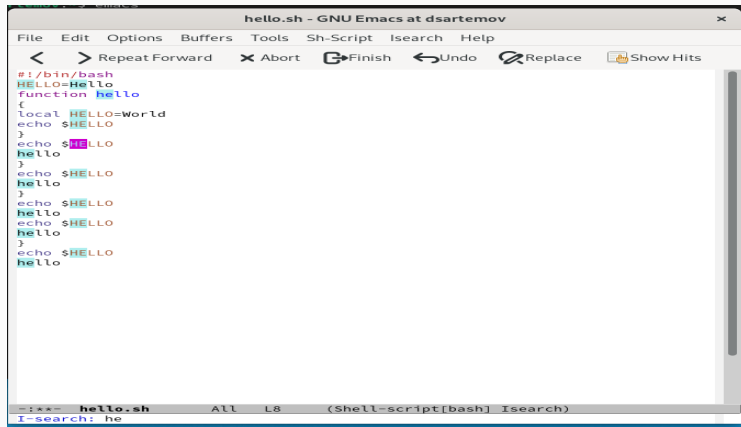 hello.sh - GNU Emacs at dsartemov
File Edit Options Buffers Tools Sh-Script Isearch Help
Repeat Forward Abort Finish Undo Replace Show Hits
#!/bin/bash
HELLO=Hello
function hello
{
local HELLO=World
echo $HELLO
}
echo $HELLO
hello
}
echo $HELLO
hello
}
echo $HELLO
hello
echo $HELLO
hello
}
echo $HELLO
hello
-:**- hello.sh All L8 (Shell-script[bash] Isearch)
I-search: he